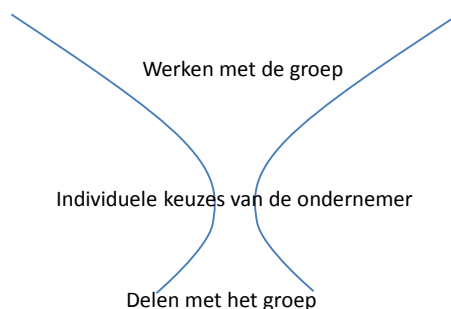 Werken met de groep
Individuele keuzes van de ondernemer
Delen met het groep